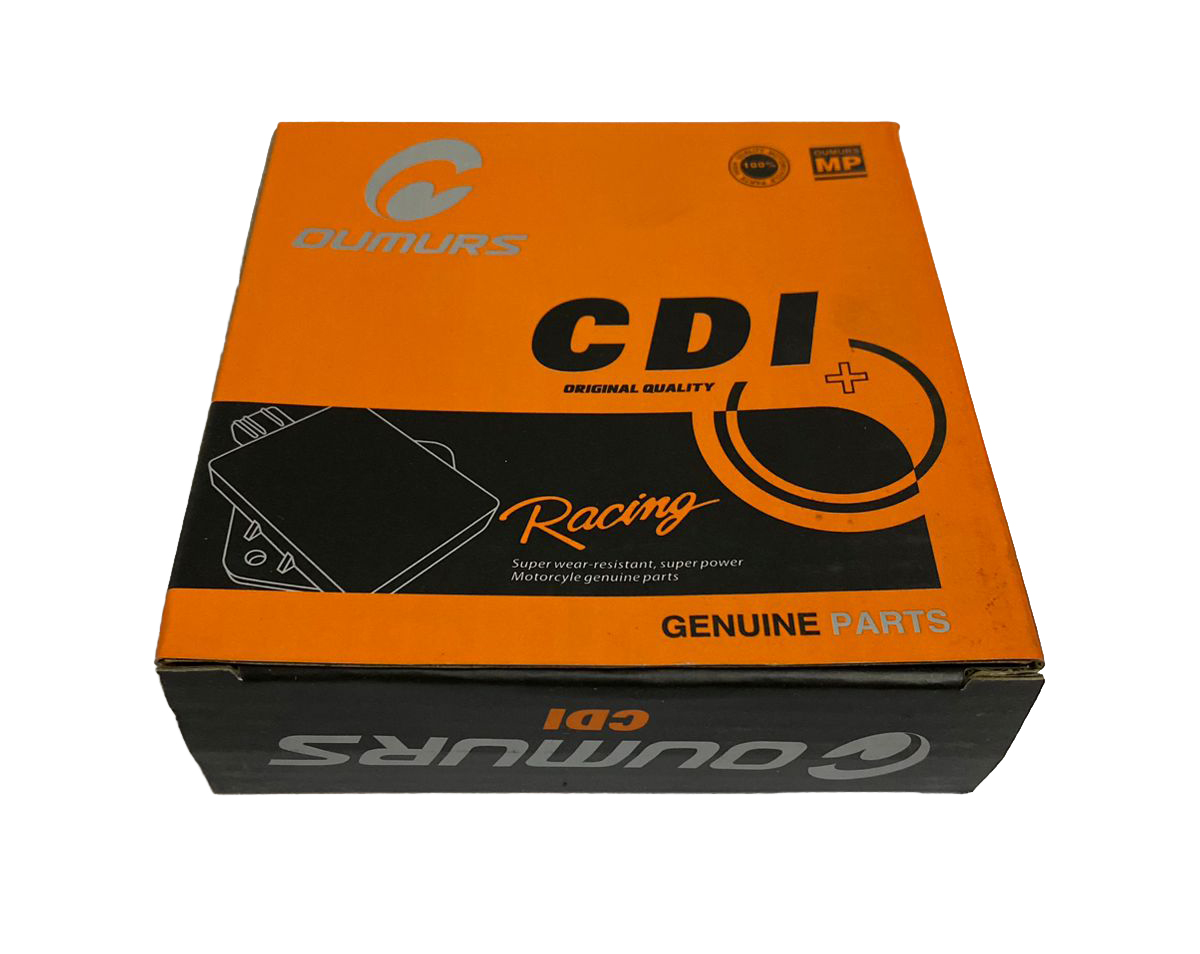 OUMURS
100%
OUMURS
MP
CDI
+
ORIGINAL QUALITY
Racing
Super wear-resistant, super power
Motorcyle genuine parts
GENUINE PARTS
CDI
OUMURS